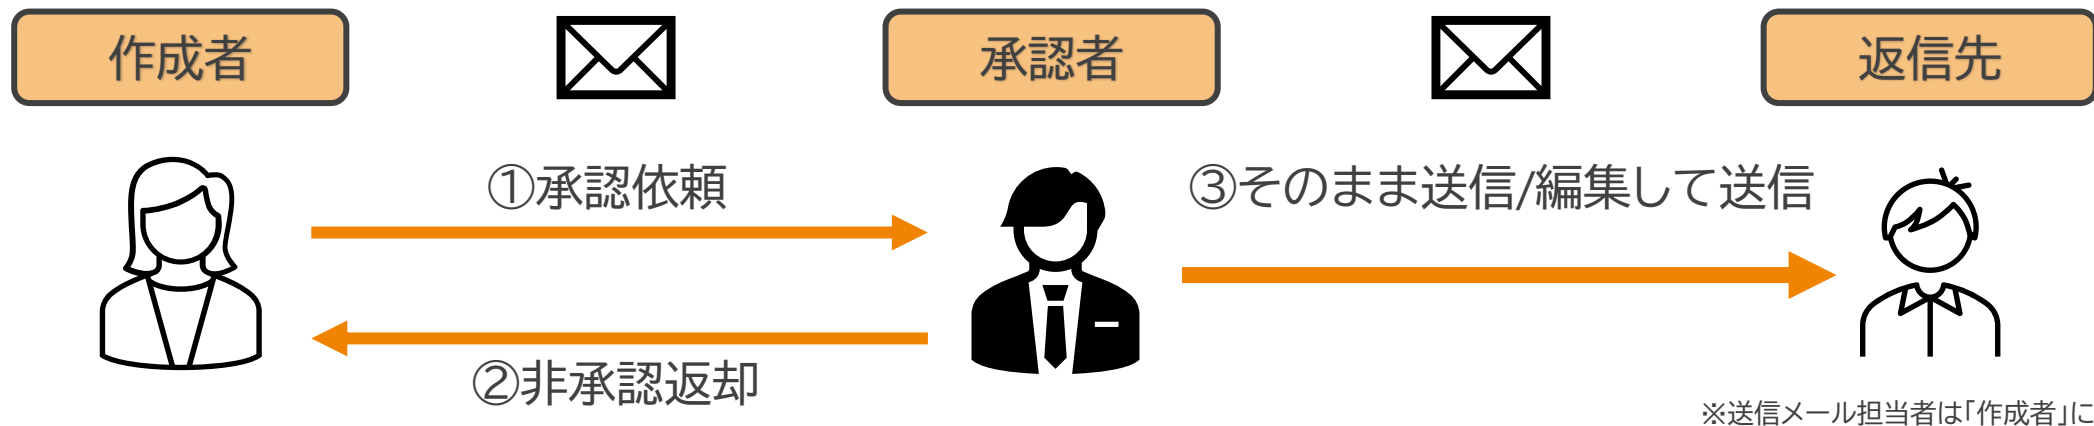 作成者
承認者
返信先
①承認依頼
③そのまま送信/編集して送信
②非承認返却
※送信メール担当者は「作成者」に